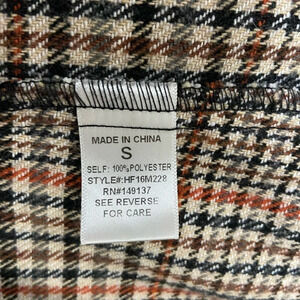 MADE IN CHINA
S
SELF: 100% POLYESTER
STYLE#: HF16M228
RN#149137
SEE REVERSE
FOR CARE